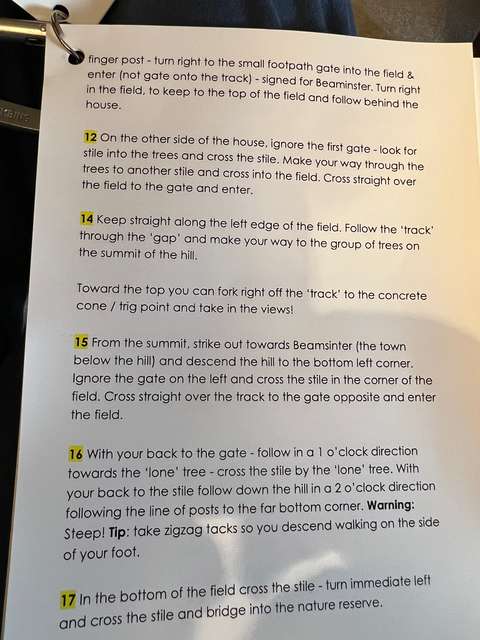 finger post - turn right to the small footpath gate into the field &
enter (not gate onto the track) - signed for Beaminster. Turn right
in the field, to keep to the top of the field and follow behind the
house.
12 On the other side of the house, ignore the first gate - look for
stile into the trees and cross the stile. Make your way through the
trees to another stile and cross into the field. Cross straight over
the field to the gate and enter.
14 Keep straight along the left edge of the field. Follow the ‘track’
through the ‘gap’ and make your way to the group of trees on
the summit of the hill.
Toward the top you can fork right off the ‘track’ to the concrete
cone / trig point and take in the views!
15 From the summit, strike out towards Beamsinter (the town
below the hill) and descend the hill to the bottom left corner.
Ignore the gate on the left and cross the stile in the corner of the
field. Cross straight over the track to the gate opposite and enter
the field.
16 With your back to the gate - follow in a 1 o’clock direction
towards the ‘lone’ tree - cross the stile by the ‘lone’ tree. With
your back to the stile follow down the hill in a 2 o’clock direction
following the line of posts to the far bottom corner. Warning:
Steep! Tip: take zigzag tacks so you descend walking on the side
of your foot.
17 In the bottom of the field cross the stile - turn immediate left
and cross the stile and bridge into the nature reserve.